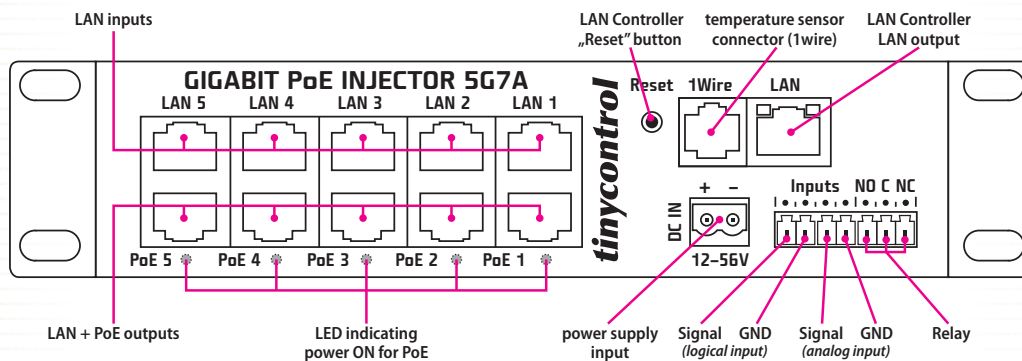 LAN inputs
LAN Controller
„Reset” button
temperature sensor
connector (1wire)
LAN Controller
LAN output
GIGABIT PoE INJECTOR 5G7A
LAN 5 LAN 4 LAN 3 LAN 2 LAN 1
tinycontrol
Reset 1Wire LAN
+ –
DC IN
12–56V
Inputs NO C NC
PoE 5 PoE 4 PoE 3 PoE 2 PoE 1
LAN + PoE outputs
LED indicating
power ON for PoE
power supply
input
Signal GND
(logical input)
Signal GND
(analog input)
Relay